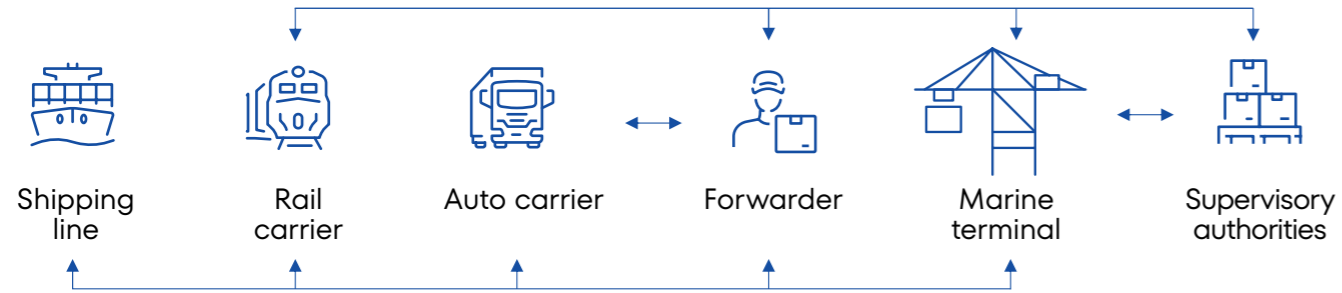 Shipping
line
Rail
carrier
Auto carrier
Forwarder
Marine
terminal
Supervisory
authorities